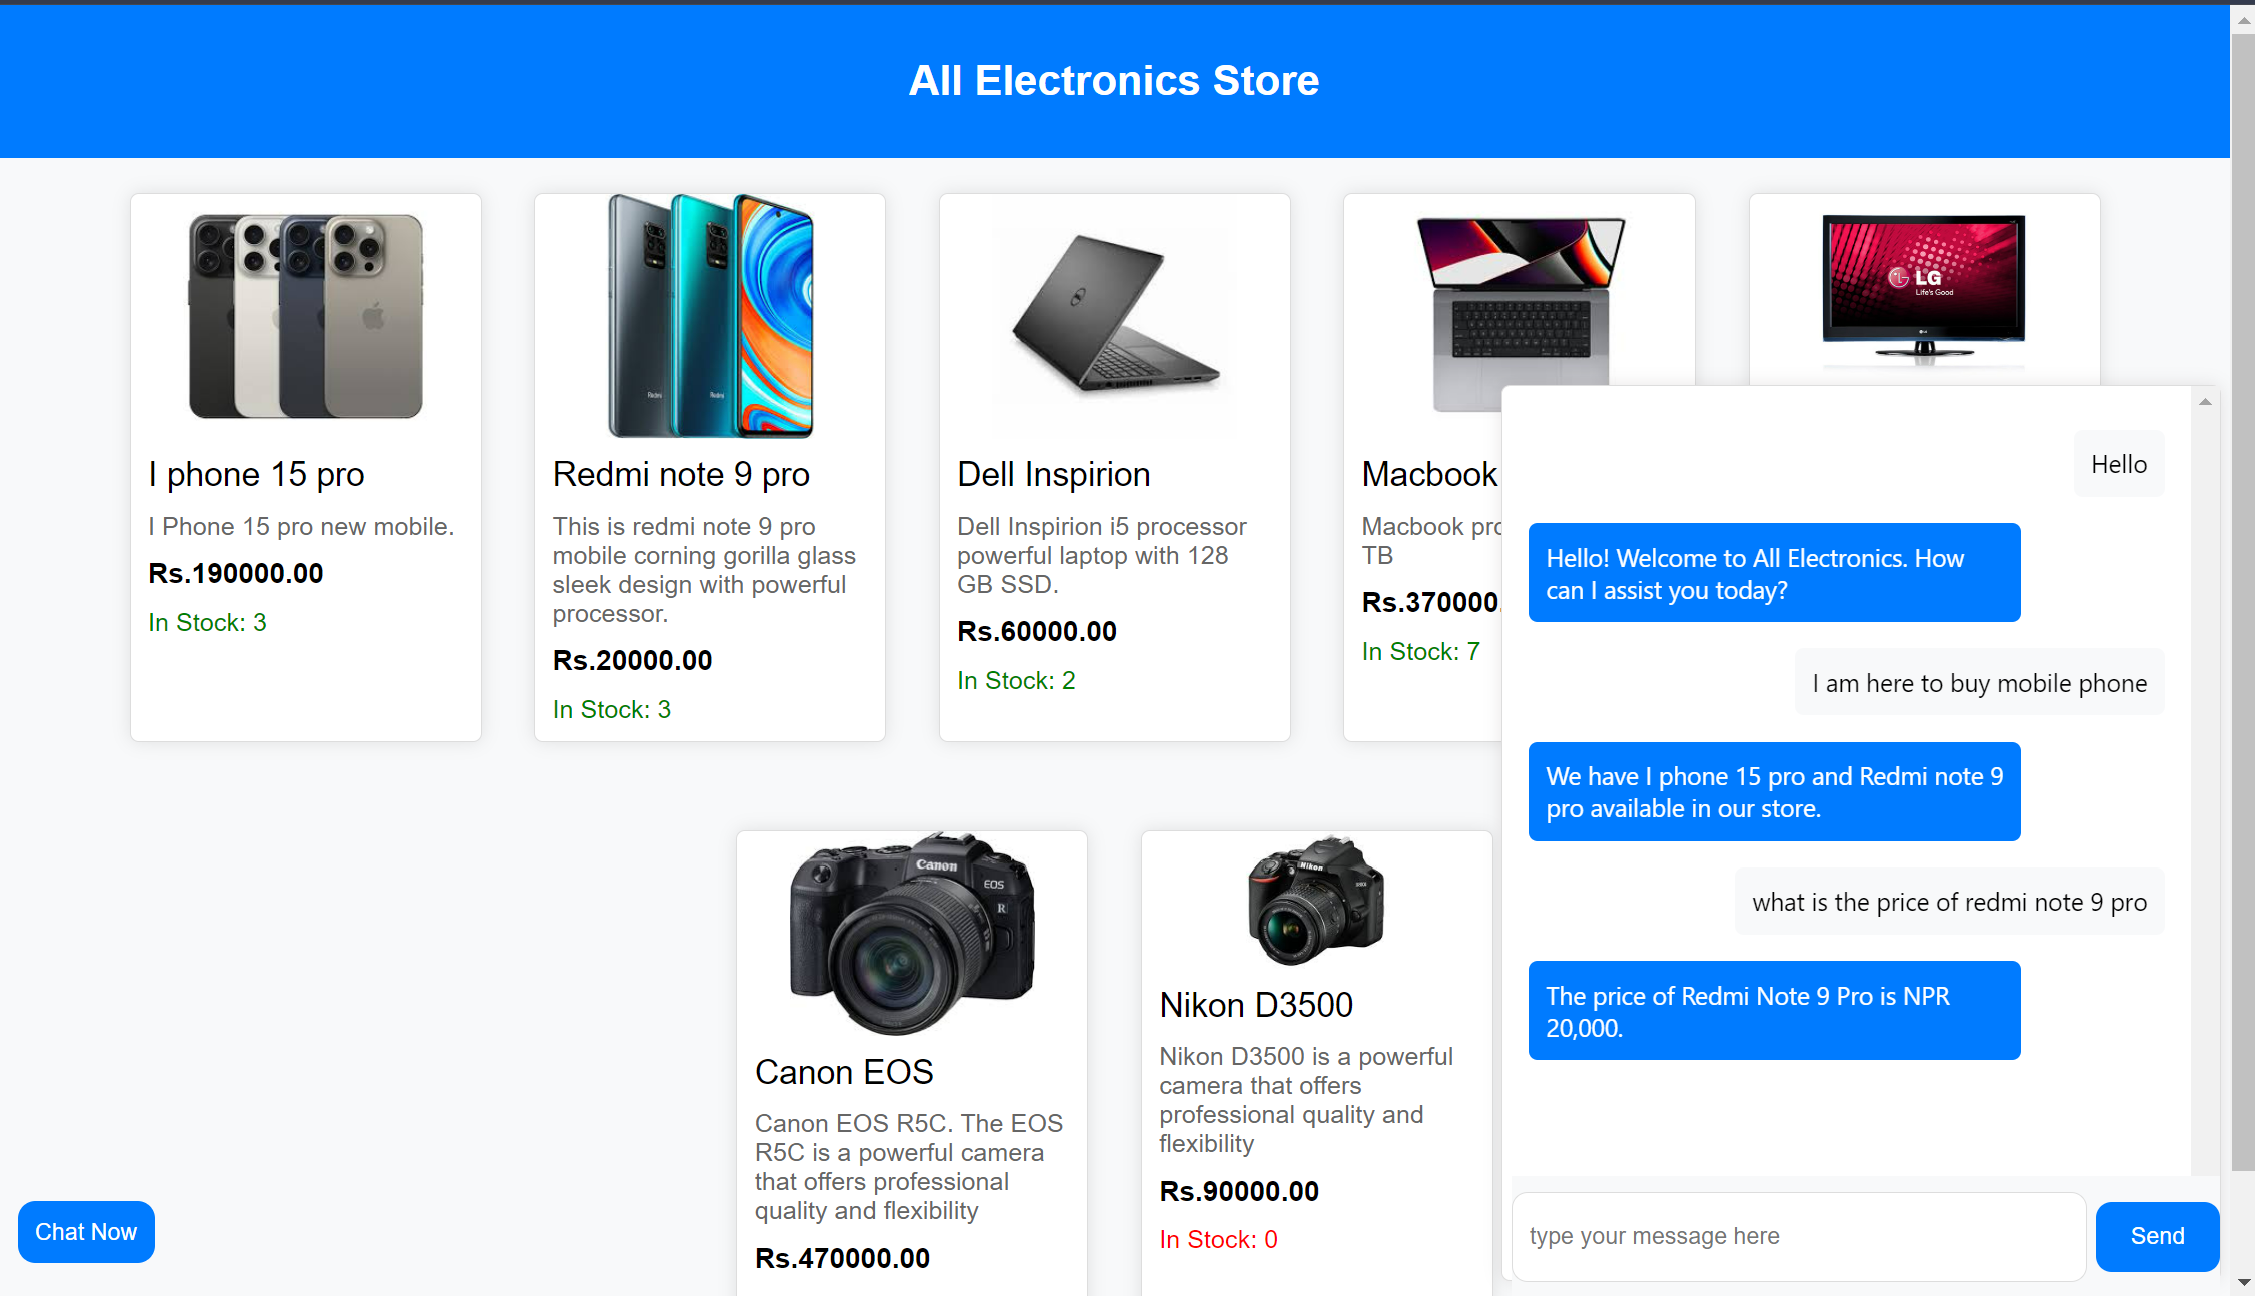 All Electronics Store
I phone 15 pro
I Phone 15 pro new mobile.
Rs.190000.00
In Stock: 3
Redmi
Redmi
Redmi note 9 pro
This is redmi note 9 pro
mobile corning gorilla glass
sleek design with powerful
processor.
Rs.20000.00
In Stock: 3
Dell Inspirion
Dell Inspirion i5 processor
powerful laptop with 128
GB SSD.
Rs.60000.00
In Stock: 2
Macbook
Macbook pro
TB
Rs.370000.
In Stock: 7
LG
Life's Good
Canon
EOS
R
Canon EOS
Canon EOS R5C. The EOS
R5C is a powerful camera
that offers professional
quality and flexibility
Rs.470000.00
Nikon
Nikon D3500
Nikon D3500 is a powerful
camera that offers
professional quality and
flexibility
Rs.90000.00
In Stock: 0
Hello
Hello! Welcome to All Electronics. How
can I assist you today?
I am here to buy mobile phone
We have I phone 15 pro and Redmi note 9
pro available in our store.
what is the price of redmi note 9 pro
The price of Redmi Note 9 Pro is NPR
20,000.
type your message here
Send
Chat Now